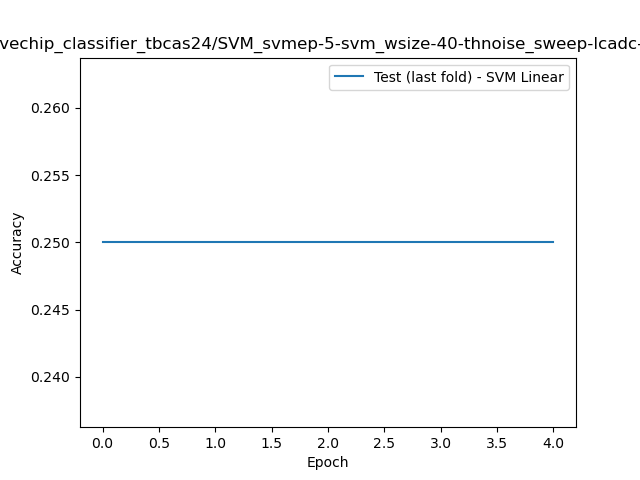 vechip_classifier_tbcas24/SVM_svmep-5-svm_wsize-40-thnoise_sweep-lcadc-
Test (last fold) - SVM Linear
0.260
0.255
0.250
0.245
0.240
Accuracy
0.0 0.5 1.0 1.5 2.0 2.5 3.0 3.5 4.0
Epoch